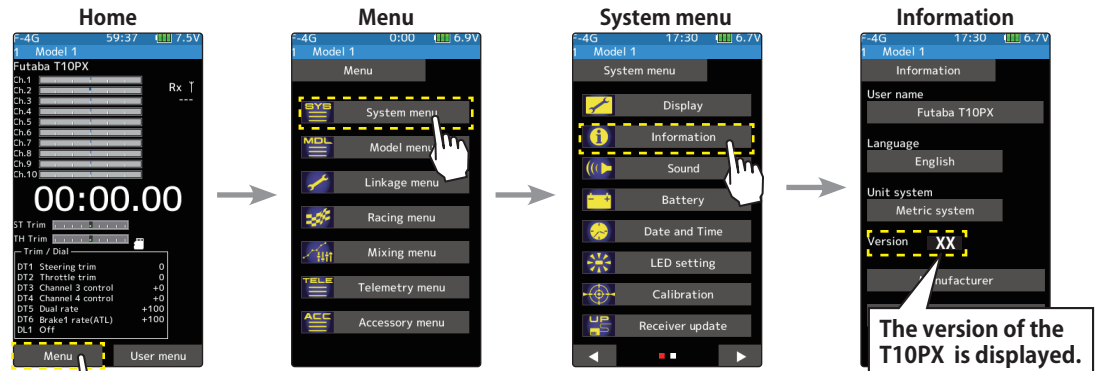 Home
F-4G 59:37 7.5V
1 Model 1
Futaba T10PX
Ch.1
Ch.2
Ch.3
Ch.4
Ch.5
Ch.6
Ch.7
Ch.8
Ch.9
Ch.10
Rx
---
00:00.00
ST Trim
TH Trim
Trim / Dial
DT1 Steering trim 0
DT2 Throttle trim 0
DT3 Channel 3 control +0
DT4 Channel 4 control +0
DT5 Dual rate +100
DT6 Brake1 rate(ATL) +100
DL1 Off
Menu User menu
Menu
F-4G 0:00 6.9V
1 Model 1
Menu
SYS System menu
MDL Model menu
Linkage menu
Racing menu
Mixing menu
TELE Telemetry menu
ACC Accessory menu
System menu
F-4G 17:30 6.7V
1 Model 1
System menu
Display
Information
Sound
Battery
Date and Time
LED setting
Calibration
UP Receiver update
Information
F-4G 17:30 6.7V
1 Model 1
Information
User name
Futaba T10PX
Language
English
Unit system
Metric system
Version XX
nufacturer
The version of the
T10PX is displayed.